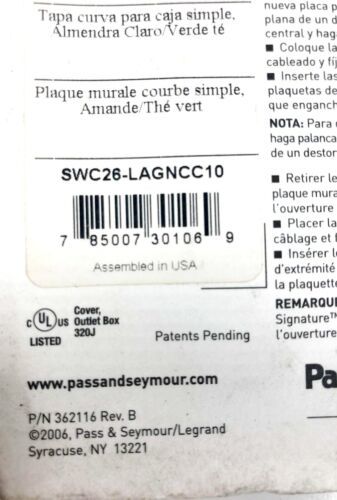 Tapa curva para caja simple,
Almendra Claro/Verde té
Plaque murale courbe simple,
Amande/Thé vert
SWC26-LAGNCC10
7 85007 30106 9
Assembled in USA
c UL us
LISTED
Cover,
Outlet Box
320J
Patents Pending
www.passandseymour.com
P/N 362116 Rev. B
©2006, Pass & Seymour/Legrand
Syracuse, NY 13221
nueva placa p
plana de un d
central y hag
■ Coloque la
cableado y fij
■ Inserte las
plaquetas de
que enganch
NOTA: Para
haga palanca
de un destor
■ Retirer le
plaque mura
l'ouverture
■ Placer la
câblage et f
■ Insérer l
d'extrémité
la plaquette
REMARQU
Signature™
l'ouverture
Pa